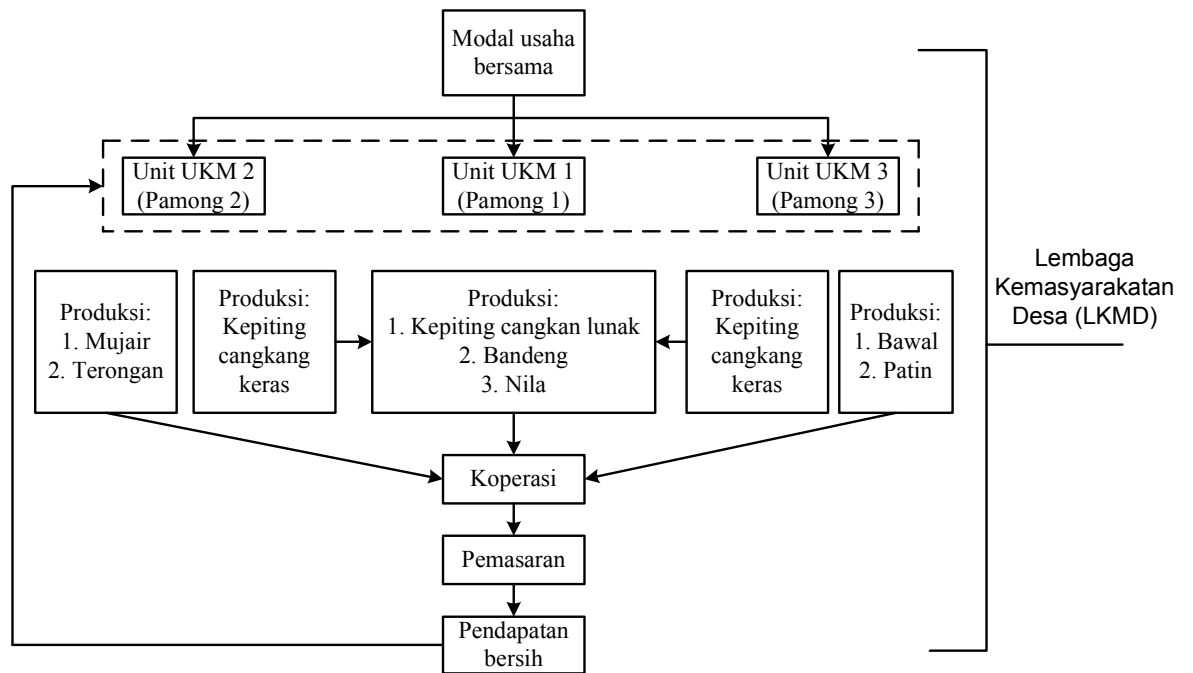 Modal usaha
bersama
Unit UKM 2
(Pamong 2)
Unit UKM 1
(Pamong 1)
Unit UKM 3
(Pamong 3)
Lembaga
Kemasyarakatan
Desa (LKMD)
Produksi:
1. Mujair
2. Terongan
Produksi:
Kepiting
cangkang
keras
Produksi:
1. Kepiting cangkan lunak
2. Bandeng
3. Nila
Produksi:
Kepiting
cangkang
keras
Produksi:
1. Bawal
2. Patin
Koperasi
Pemasaran
Pendapatan
bersih